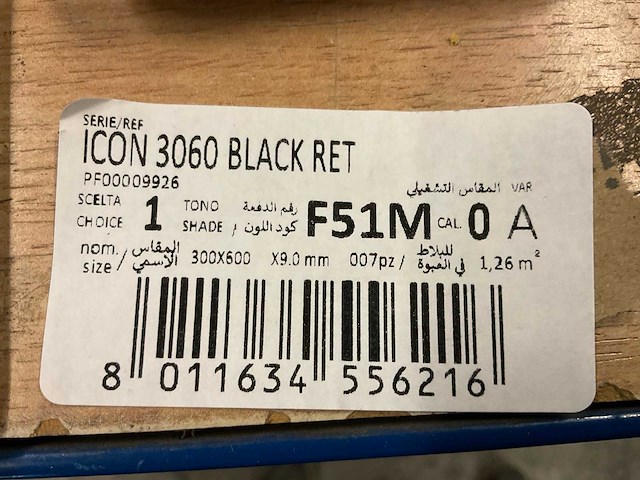 SERIE/REF
ICON 3060 BLACK RET
PF00009926
المقاس التشغيلي VAR
SCELTA TONO رقم الدفعة
CHOICE 1 SHADE / كود اللون F51M CAL. 0 A
nom. المقاس للبلاط
size / الاسمي 300X600 X9.0 mm 007pz / في العبوة 1,26 m²
8 011634 556216